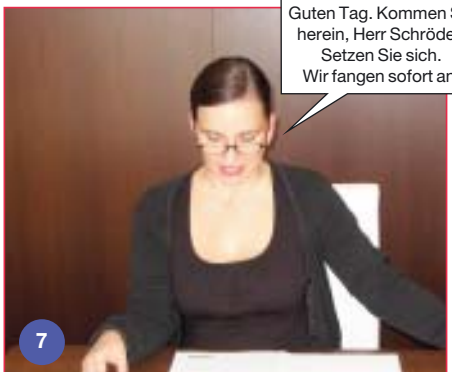 Guten Tag. Kommen S
herein, Herr Schröde
Setzen Sie sich.
Wir fangen sofort an
7